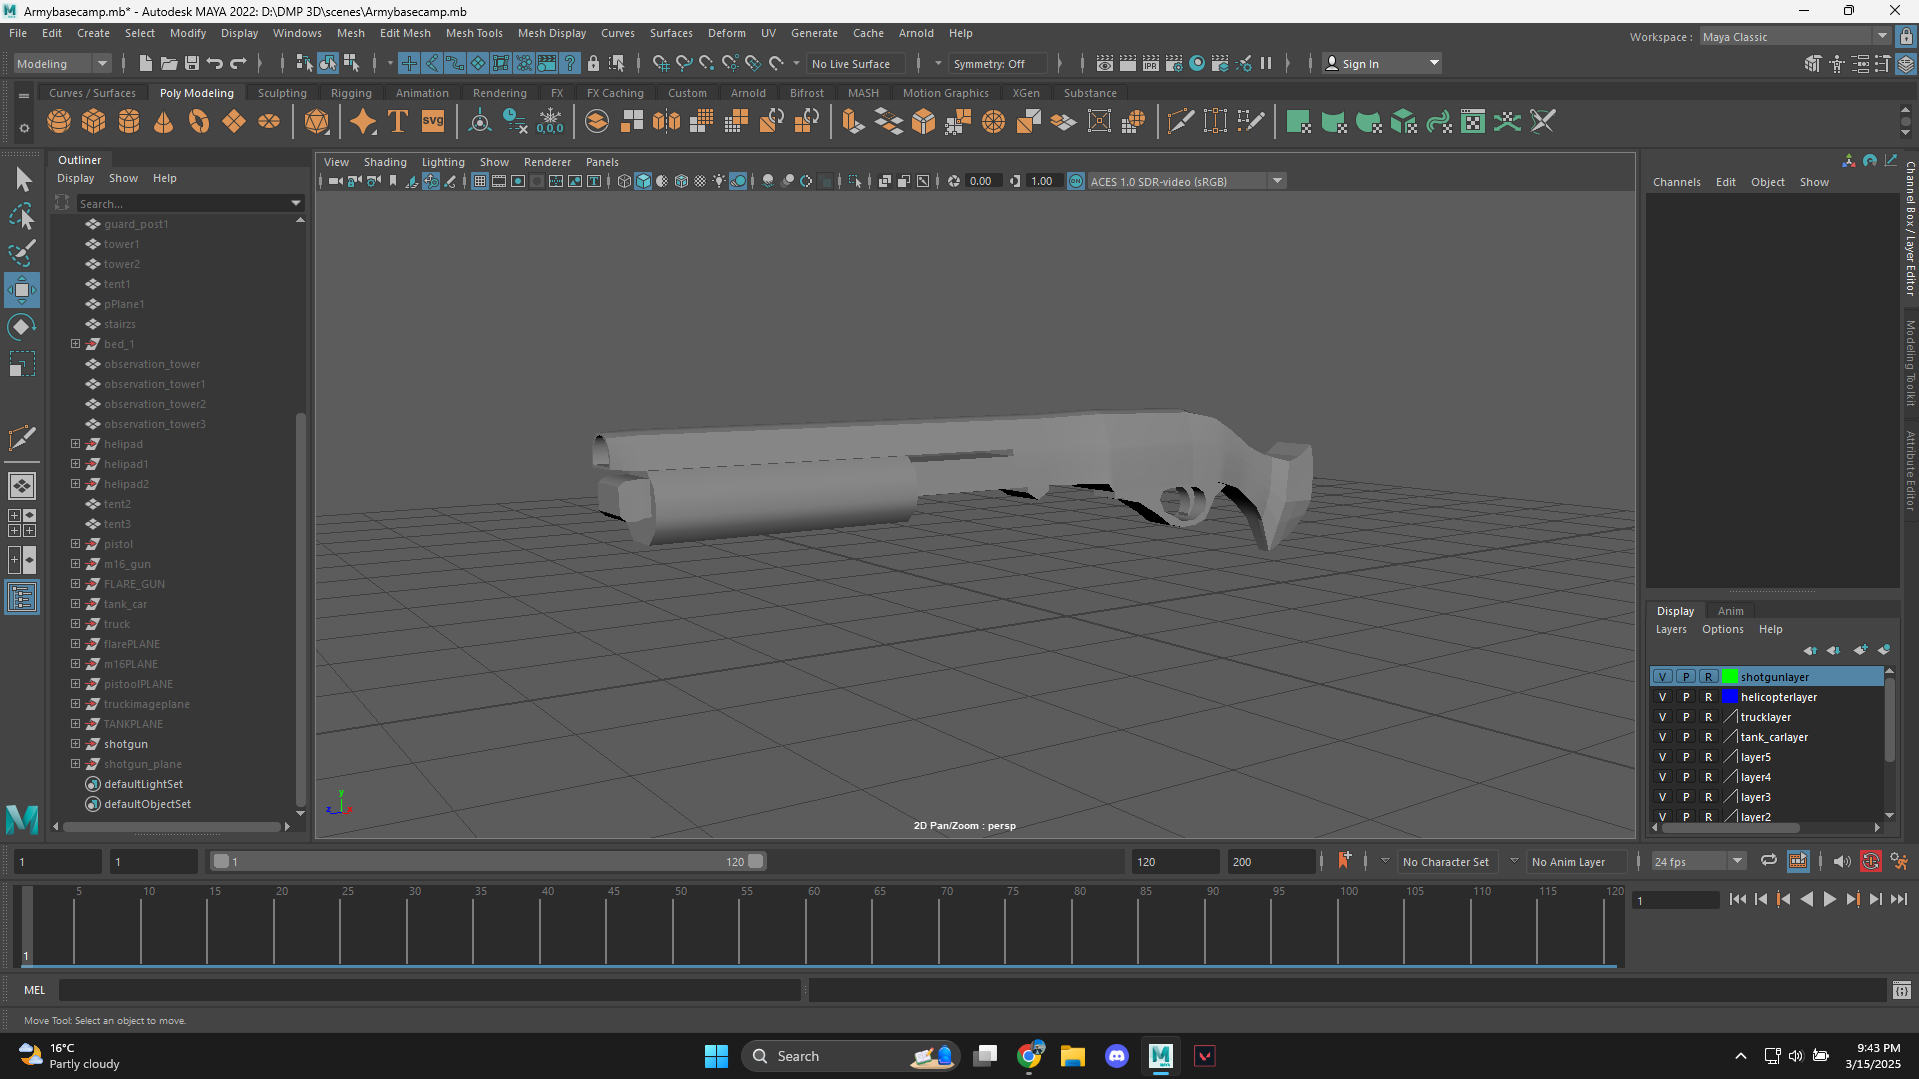 Armybasecamp.mb* - Autodesk MAYA 2022: D:\DMP 3D\scenes\Armybasecamp.mb
File Edit Create Select Modify Display Windows Mesh Edit Mesh Mesh Tools Mesh Display Curves Surfaces Deform UV Generate Cache Arnold Help
Workspace : Maya Classic
Modeling No Live Surface Symmetry: Off IPR Sign In
Curves / Surfaces Poly Modeling Sculpting Rigging Animation Rendering FX FX Caching Custom Arnold Bifrost MASH Motion Graphics XGen Substance
T SVG 0,0,0
Outliner
Display Show Help
Search...
guard_post1
tower1
tower2
tent1
pPlane1
stairzs
bed_1
observation_tower
observation_tower1
observation_tower2
observation_tower3
helipad
helipad1
helipad2
tent2
tent3
pistol
m16_gun
FLARE_GUN
tank_car
truck
flarePLANE
m16PLANE
pistoolPLANE
truckimageplane
TANKPLANE
shotgun
shotgun_plane
defaultLightSet
defaultObjectSet
View Shading Lighting Show Renderer Panels
0.00 1.00 ON ACES 1.0 SDR-video (sRGB)
y
z x
2D Pan/Zoom : persp
Channels Edit Object Show
Channel Box / Layer Editor
Modeling Toolkit
Attribute Editor
Display Anim
Layers Options Help
V P R shotgunlayer
V P R helicopterlayer
V P R trucklayer
V P R tank_carlayer
V P R layer5
V P R layer4
V P R layer3
V P R layer2
1 1 1 120 120 200 No Character Set No Anim Layer 24 fps
5 10 15 20 25 30 35 40 45 50 55 60 65 70 75 80 85 90 95 100 105 110 115 120
1
1
MEL
Move Tool: Select an object to move.
M
16°C
Partly cloudy
Search
9:43 PM
3/15/2025